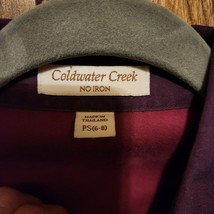 Coldwater Creek
NO IRON
MADE IN
THAILAND
PS(6-8)